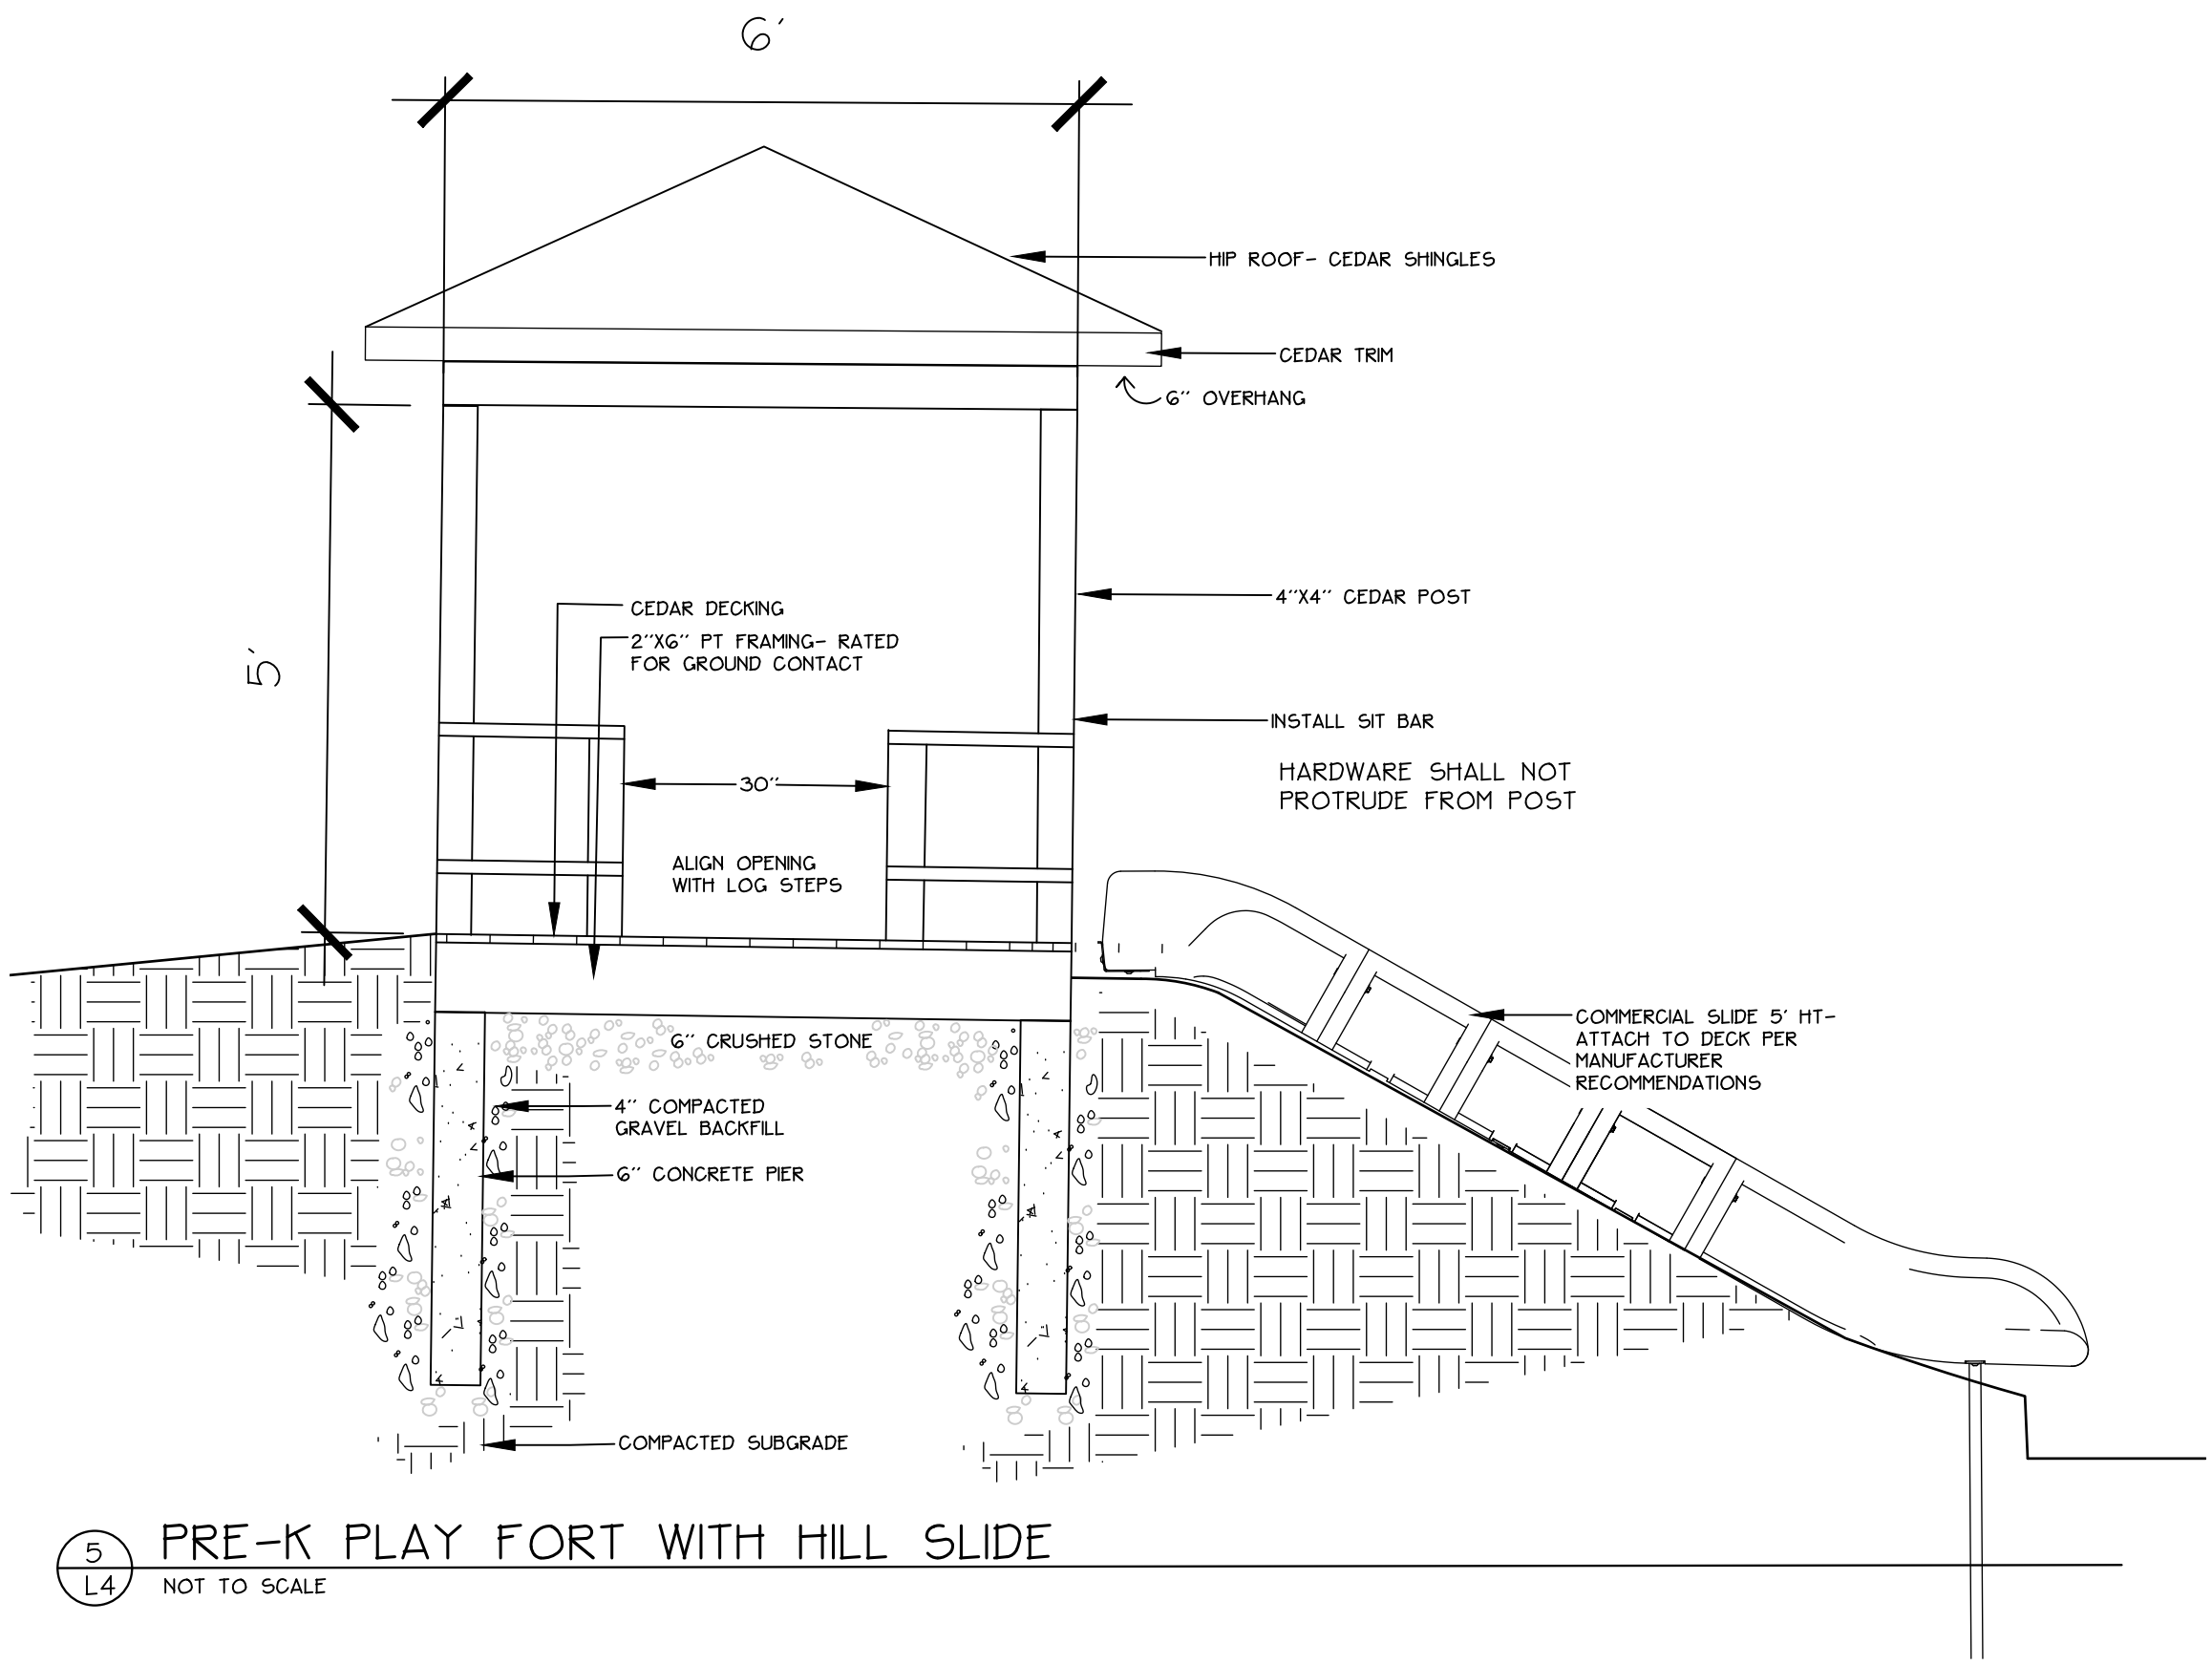 6'
HIP ROOF- CEDAR SHINGLES
CEDAR TRIM
6" OVERHANG
4"X4" CEDAR POST
CEDAR DECKING
2"X6" PT FRAMING- RATED
FOR GROUND CONTACT
5'
INSTALL SIT BAR
HARDWARE SHALL NOT
PROTRUDE FROM POST
30"
ALIGN OPENING
WITH LOG STEPS
COMMERCIAL SLIDE 5' HT-
ATTACH TO DECK PER
MANUFACTURER
RECOMMENDATIONS
6" CRUSHED STONE
4" COMPACTED
GRAVEL BACKFILL
6" CONCRETE PIER
COMPACTED SUBGRADE
5
L4
PRE-K PLAY FORT WITH HILL SLIDE
NOT TO SCALE